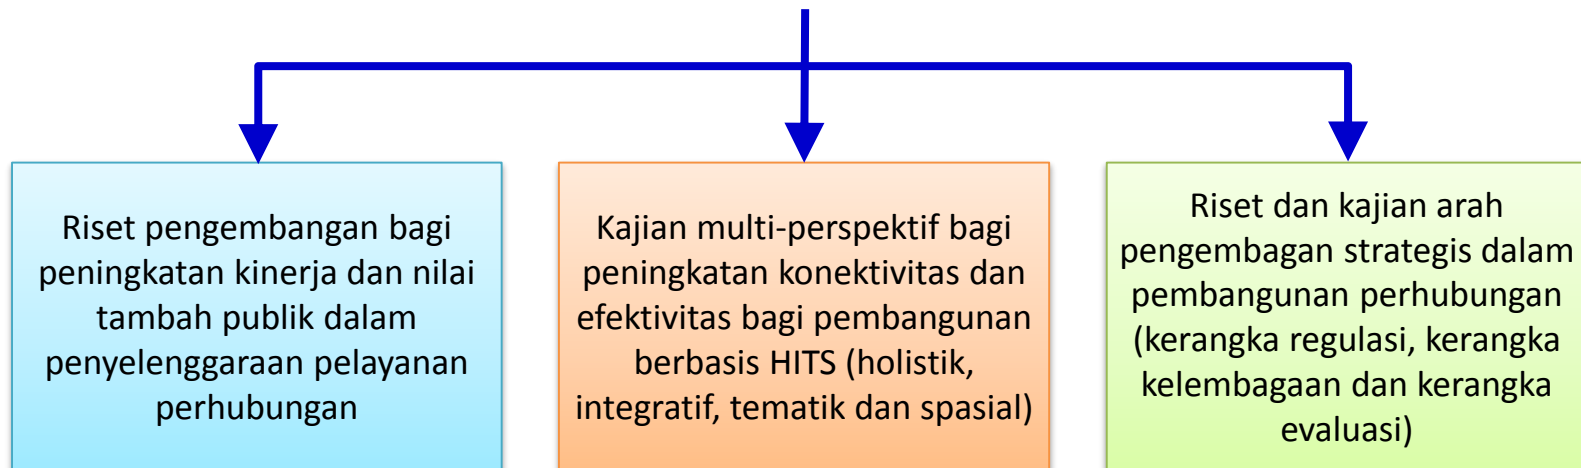 Riset pengembangan bagi
peningkatan kinerja dan nilai
tambah publik dalam
penyelenggaraan pelayanan
perhubungan
Kajian multi-perspektif bagi
peningkatan konektivitas dan
efektivitas bagi pembangunan
berbasis HITS (holistik,
integratif, tematik dan spasial)
Riset dan kajian arah
pengembagan strategis dalam
pembangunan perhubungan
(kerangka regulasi, kerangka
kelembagaan dan kerangka
evaluasi)